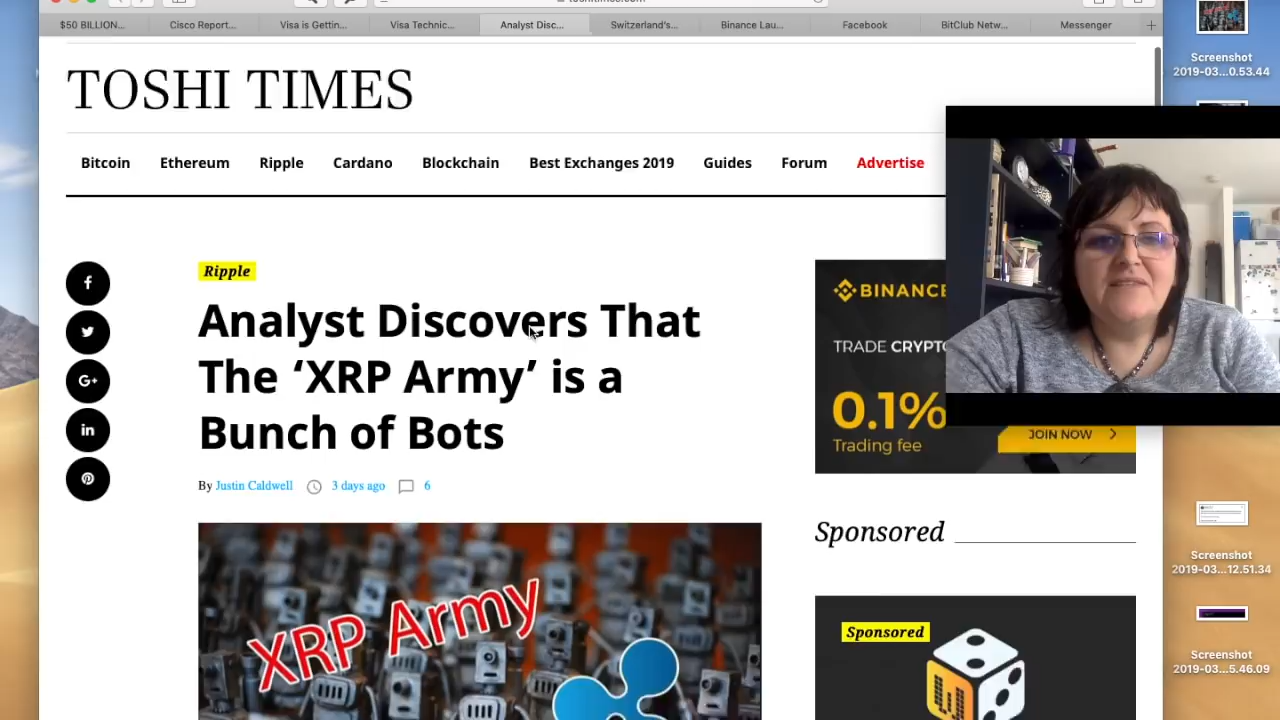 $50 BILLION...
Cisco Report...
Visa is Gettin...
Visa Technic...
Analyst Disc...
Switzerland's...
Binance Lau...
Facebook
BitClub Netw...
Messenger
TOSHI TIMES
Bitcoin
Ethereum
Ripple
Cardano
Blockchain
Best Exchanges 2019
Guides
Forum
Advertise
Ripple
Analyst Discovers That
The ‘XRP Army’ is a
Bunch of Bots
By Justin Caldwell
3 days ago
6
XRP Army
BINANCE
TRADE CRYPTO
0.1%
Trading fee
JOIN NOW
Sponsored
Sponsored
Screenshot
2019-03...0.53.44
Screenshot
2019-03...12.51.34
Screenshot
2019-03...5.46.09